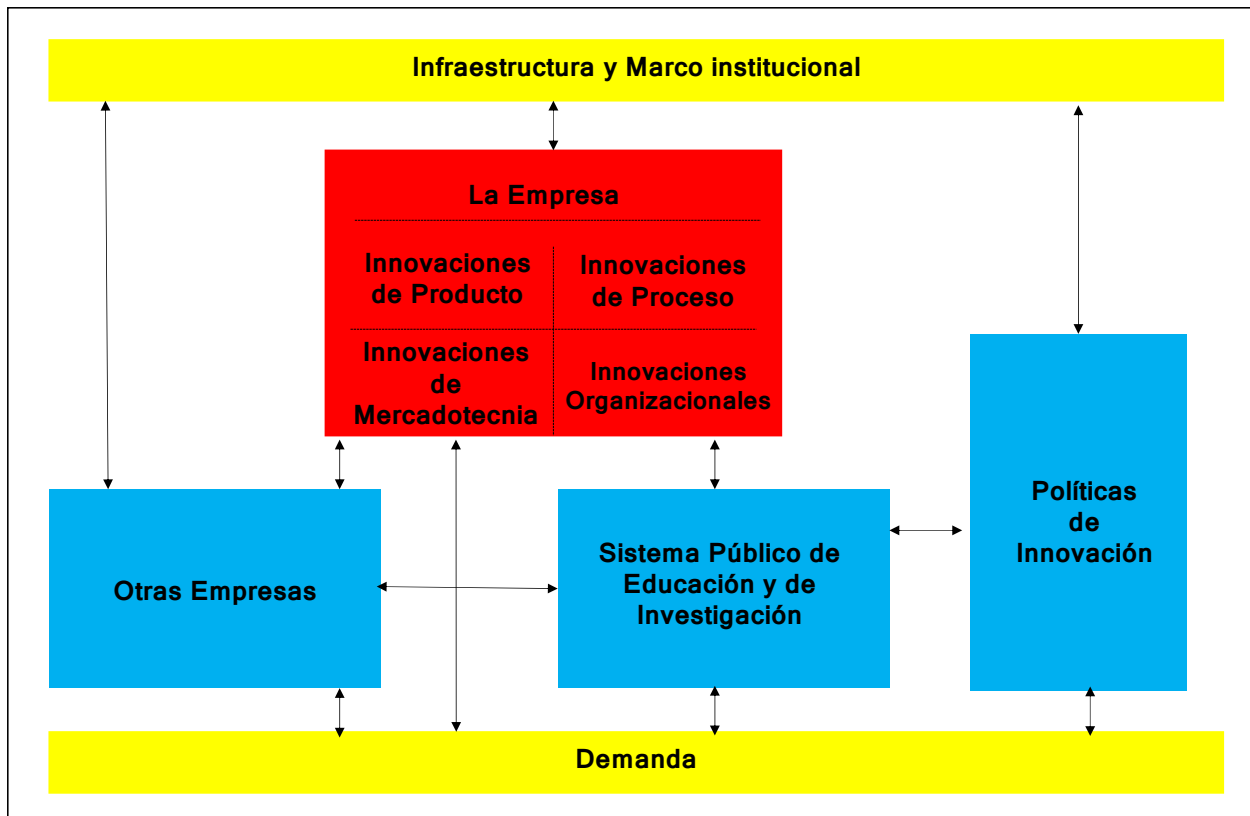 Infraestructura y Marco institucional
La Empresa
Innovaciones
de Producto
Innovaciones
de Proceso
Innovaciones
de
Mercadotecnia
Innovaciones
Organizacionales
Otras Empresas
Sistema Público de
Educación y de
Investigación
Políticas
de
Innovación
Demanda